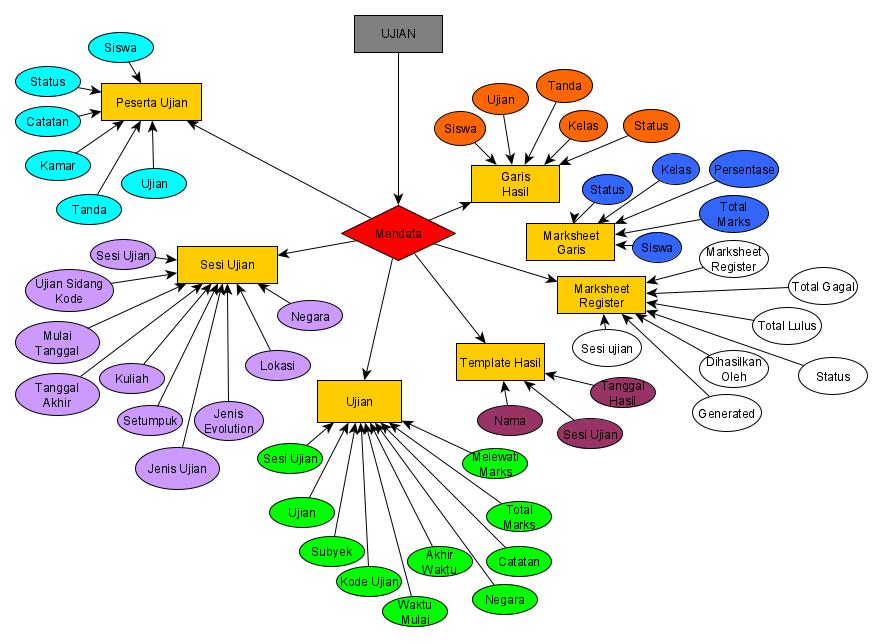 UJIAN
Siswa
Status
Peserta Ujian
Catatan
Kamar
Ujian
Tanda
Tanda
Ujian
Siswa
Kelas
Status
Garis
Hasil
Kelas
Persentase
Status
Total
Marks
Mendata
Marksheet
Garis
Siswa
Sesi Ujian
Sesi Ujian
Ujian Sidang
Kode
Mulai
Tanggal
Tanggal
Akhir
Kuliah
Setumpuk
Jenis Ujian
Jenis
Evolution
Lokasi
Negara
Marksheet
Register
Marksheet
Register
Total Gagal
Total Lulus
Sesi ujian
Dihasilkan
Oleh
Status
Generated
Template Hasil
Tanggal
Hasil
Nama
Sesi Ujian
Ujian
Sesi Ujian
Melewati
Marks
Ujian
Total
Marks
Subyek
Akhir
Waktu
Catatan
Kode Ujian
Waktu
Mulai
Negara